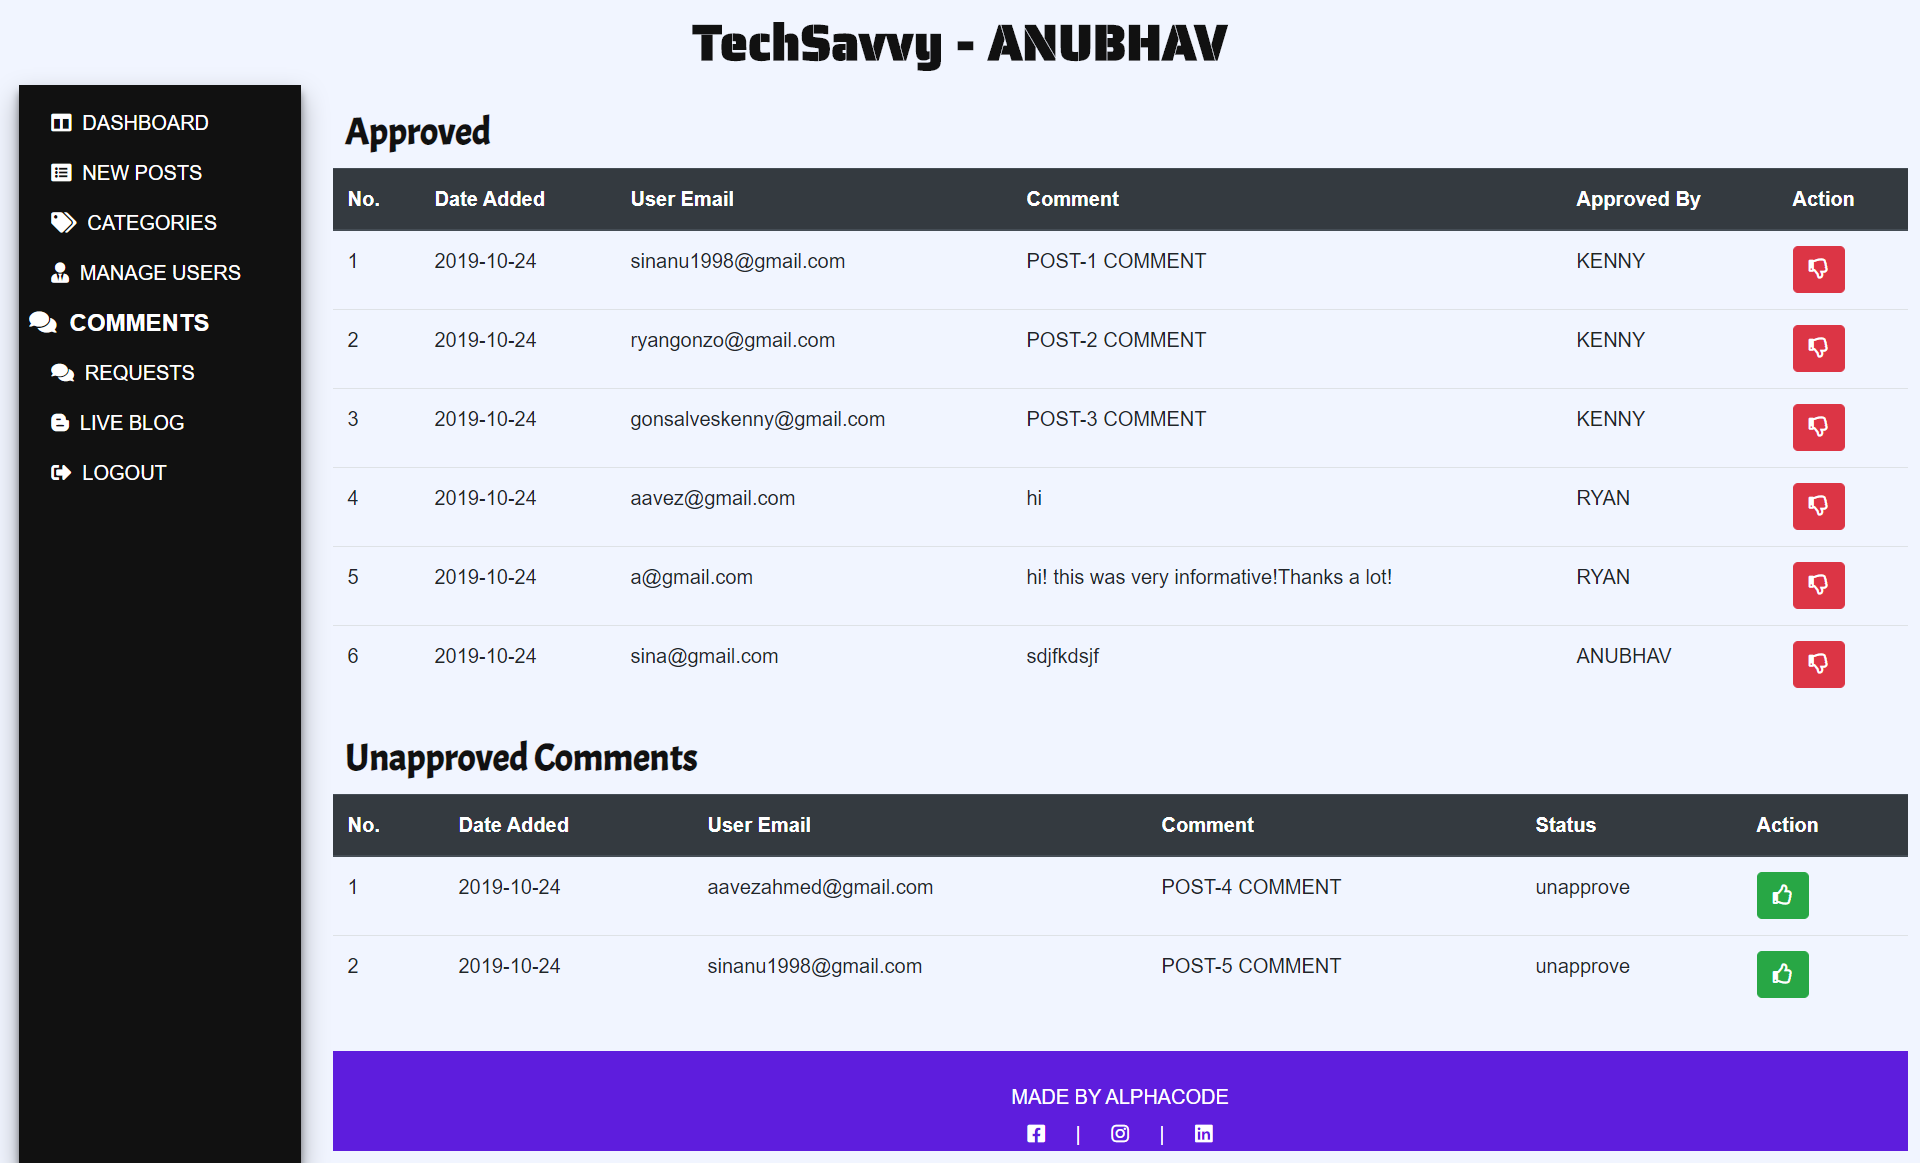 TechSavvy - ANUBHAV
DASHBOARD
NEW POSTS
CATEGORIES
MANAGE USERS
COMMENTS
REQUESTS
LIVE BLOG
LOGOUT
Approved
No. Date Added User Email Comment Approved By Action
1 2019-10-24 sinanu1998@gmail.com POST-1 COMMENT KENNY
2 2019-10-24 ryangonzo@gmail.com POST-2 COMMENT KENNY
3 2019-10-24 gonsalveskenny@gmail.com POST-3 COMMENT KENNY
4 2019-10-24 aavez@gmail.com hi RYAN
5 2019-10-24 a@gmail.com hi! this was very informative!Thanks a lot! RYAN
6 2019-10-24 sina@gmail.com sdjfkdsjf ANUBHAV
Unapproved Comments
No. Date Added User Email Comment Status Action
1 2019-10-24 aavezahmed@gmail.com POST-4 COMMENT unapprove
2 2019-10-24 sinanu1998@gmail.com POST-5 COMMENT unapprove
MADE BY ALPHACODE
| |